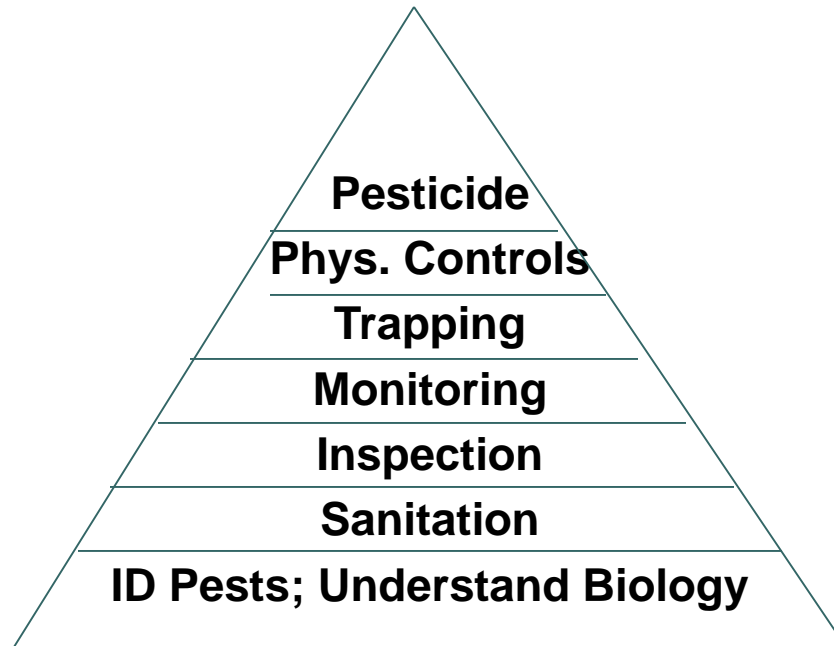 Pesticide
Phys. Controls
Trapping
Monitoring
Inspection
Sanitation
ID Pests; Understand Biology